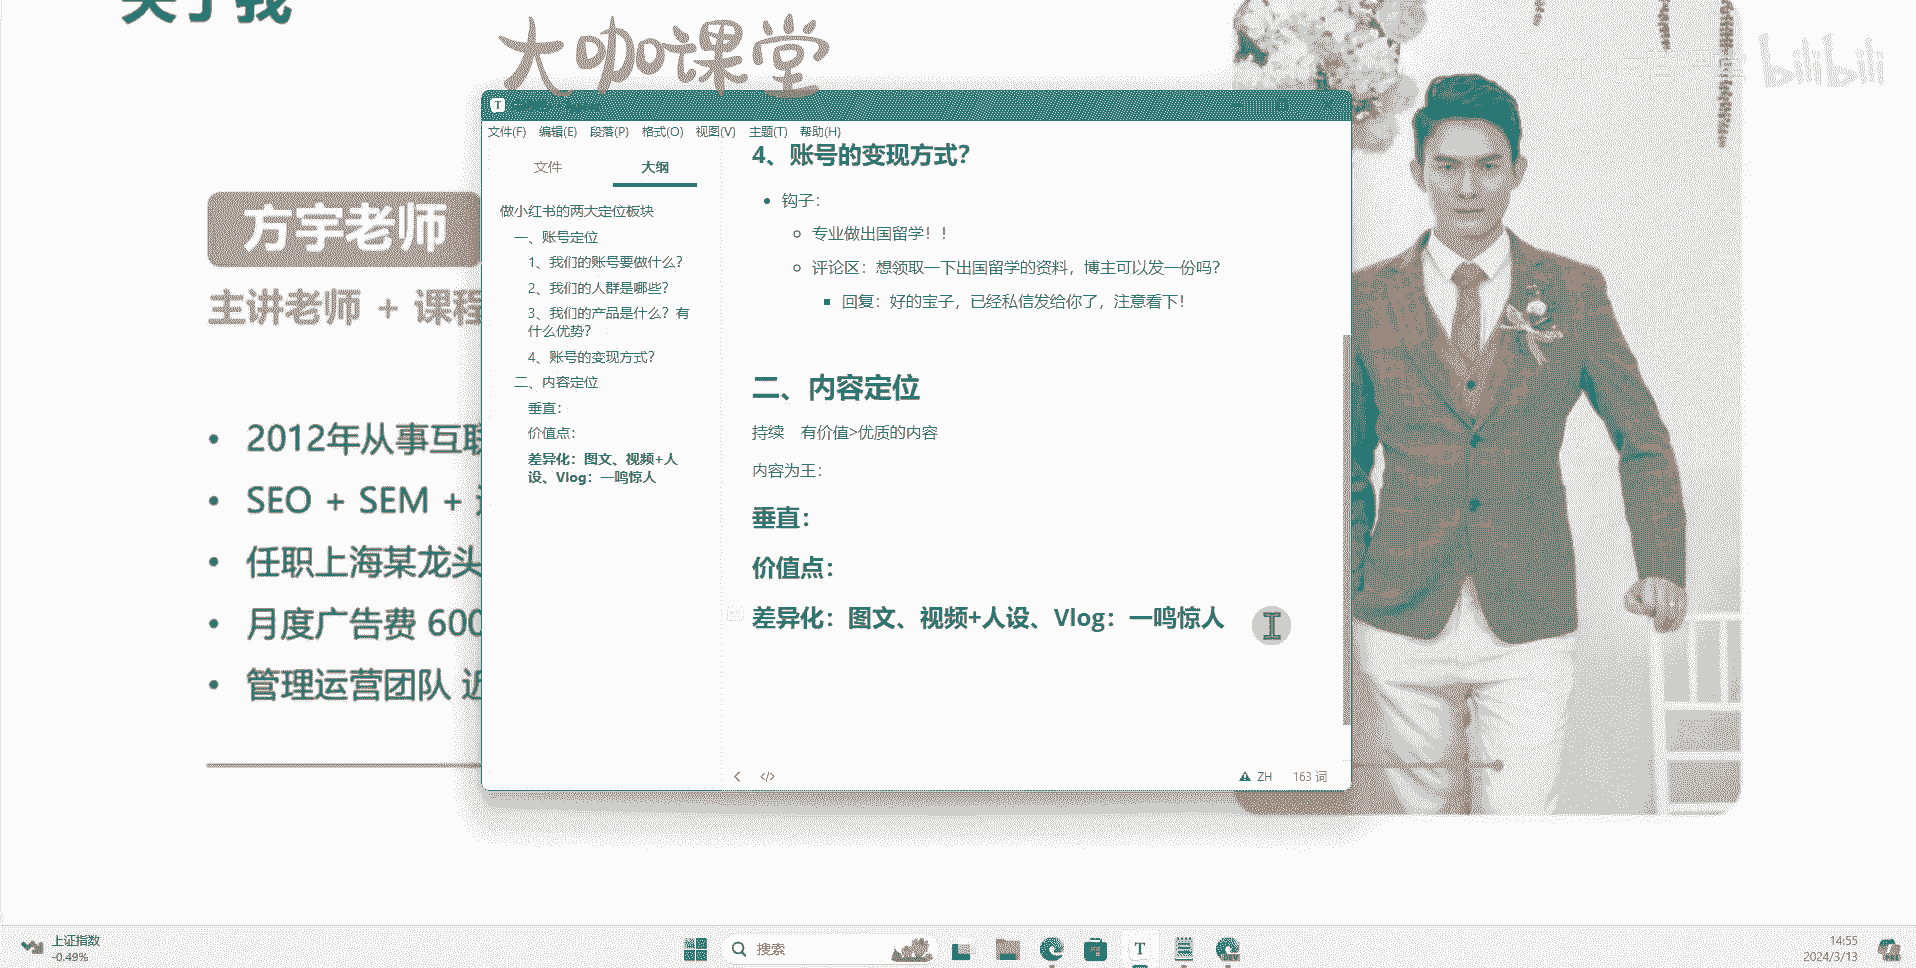 关于我
大咖课堂
bilibili
方宇老师
主讲老师 + 课程
2012年从事互联
SEO + SEM +
任职上海某龙头
月度广告费 600
管理运营团队 近
文件(F) 编辑(E) 段落(P) 格式(O) 视图(V) 主题(T) 帮助(H)
文件 大纲
做小红书的两大定位板块
一、账号定位
1、我们的账号要做什么？
2、我们的人群是哪些？
3、我们的产品是什么？有
什么优势？
4、账号的变现方式？
二、内容定位
垂直：
价值点：
差异化：图文、视频+人
设、Vlog：一鸣惊人
4、账号的变现方式？
钩子：
专业做出国留学！！
评论区：想领取一下出国留学的资料，博主可以发一份吗？
回复：好的宝子，已经私信发给你了，注意看下！
二、内容定位
持续 有价值>优质的内容
内容为王：
垂直：
价值点：
差异化：图文、视频+人设、Vlog：一鸣惊人
ZH 163 词
上证指数
-0.49%
搜索
14:55
2024/3/13